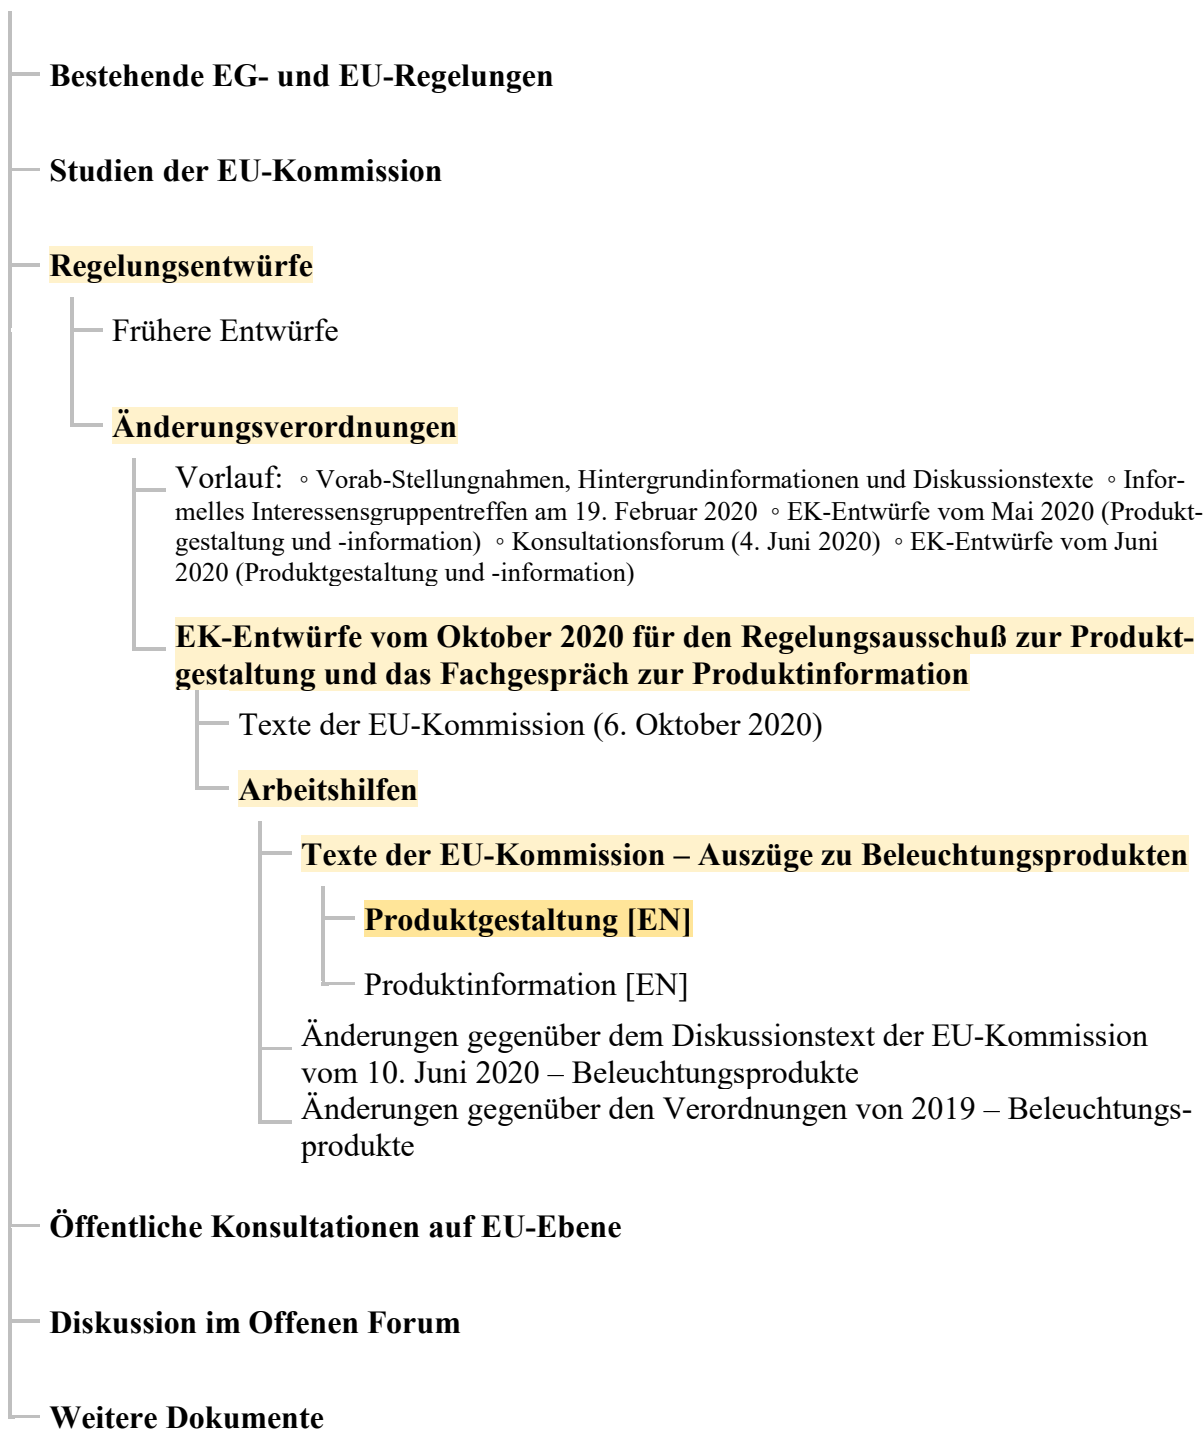 Bestehende EG- und EU-Regelungen
Studien der EU-Kommission
Regelungsentwürfe
Frühere Entwürfe
Änderungsverordnungen
Vorlauf: ◦ Vorab-Stellungnahmen, Hintergrundinformationen und Diskussionstexte ◦ Infor-
melles Interessensgruppentreffen am 19. Februar 2020 ◦ EK-Entwürfe vom Mai 2020 (Produkt-
gestaltung und -information) ◦ Konsultationsforum (4. Juni 2020) ◦ EK-Entwürfe vom Juni
2020 (Produktgestaltung und -information)
EK-Entwürfe vom Oktober 2020 für den Regelungsausschuß zur Produkt-
gestaltung und das Fachgespräch zur Produktinformation
Texte der EU-Kommission (6. Oktober 2020)
Arbeitshilfen
Texte der EU-Kommission – Auszüge zu Beleuchtungsprodukten
Produktgestaltung [EN]
Produktinformation [EN]
Änderungen gegenüber dem Diskussionstext der EU-Kommission
vom 10. Juni 2020 – Beleuchtungsprodukte
Änderungen gegenüber den Verordnungen von 2019 – Beleuchtungs-
produkte
Öffentliche Konsultationen auf EU-Ebene
Diskussion im Offenen Forum
Weitere Dokumente